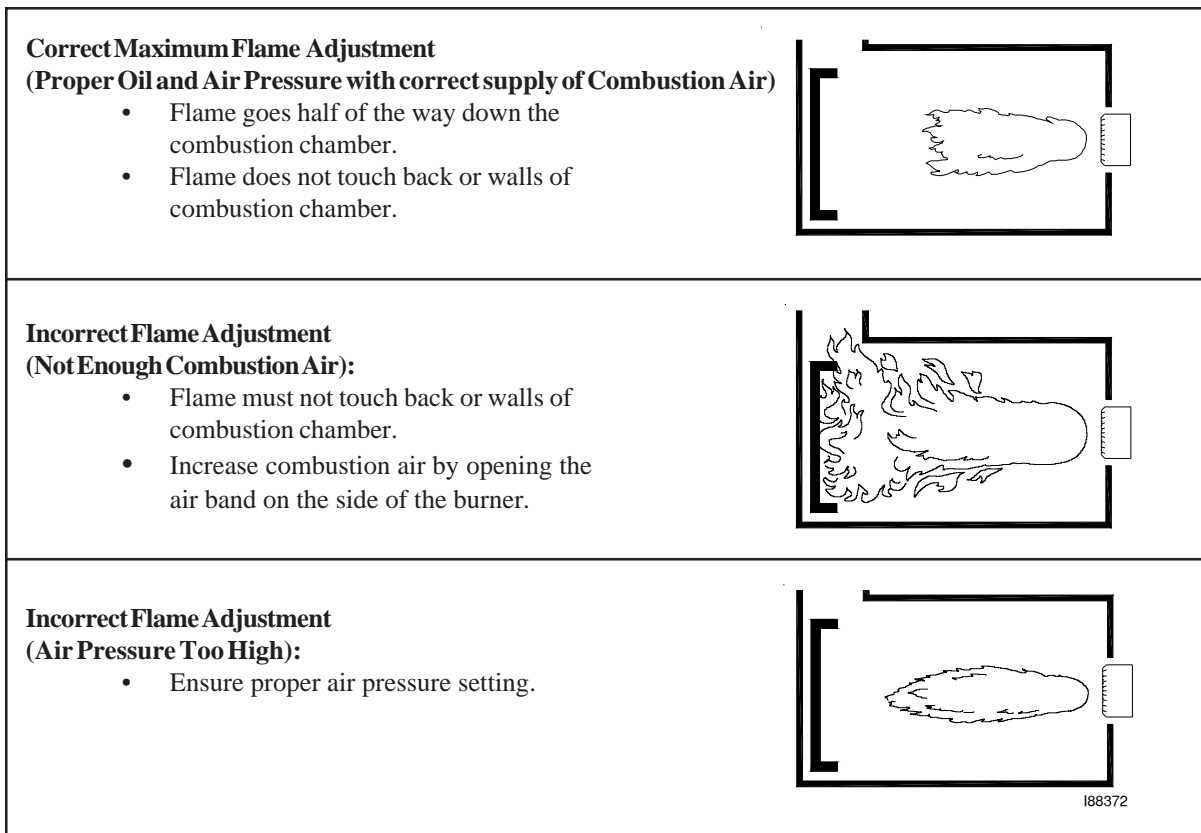 Correct Maximum Flame Adjustment
(Proper Oil and Air Pressure with correct supply of Combustion Air)
• Flame goes half of the way down the
combustion chamber.
• Flame does not touch back or walls of
combustion chamber.
Incorrect Flame Adjustment
(Not Enough Combustion Air):
• Flame must not touch back or walls of
combustion chamber.
• Increase combustion air by opening the
air band on the side of the burner.
Incorrect Flame Adjustment
(Air Pressure Too High):
• Ensure proper air pressure setting.
I88372